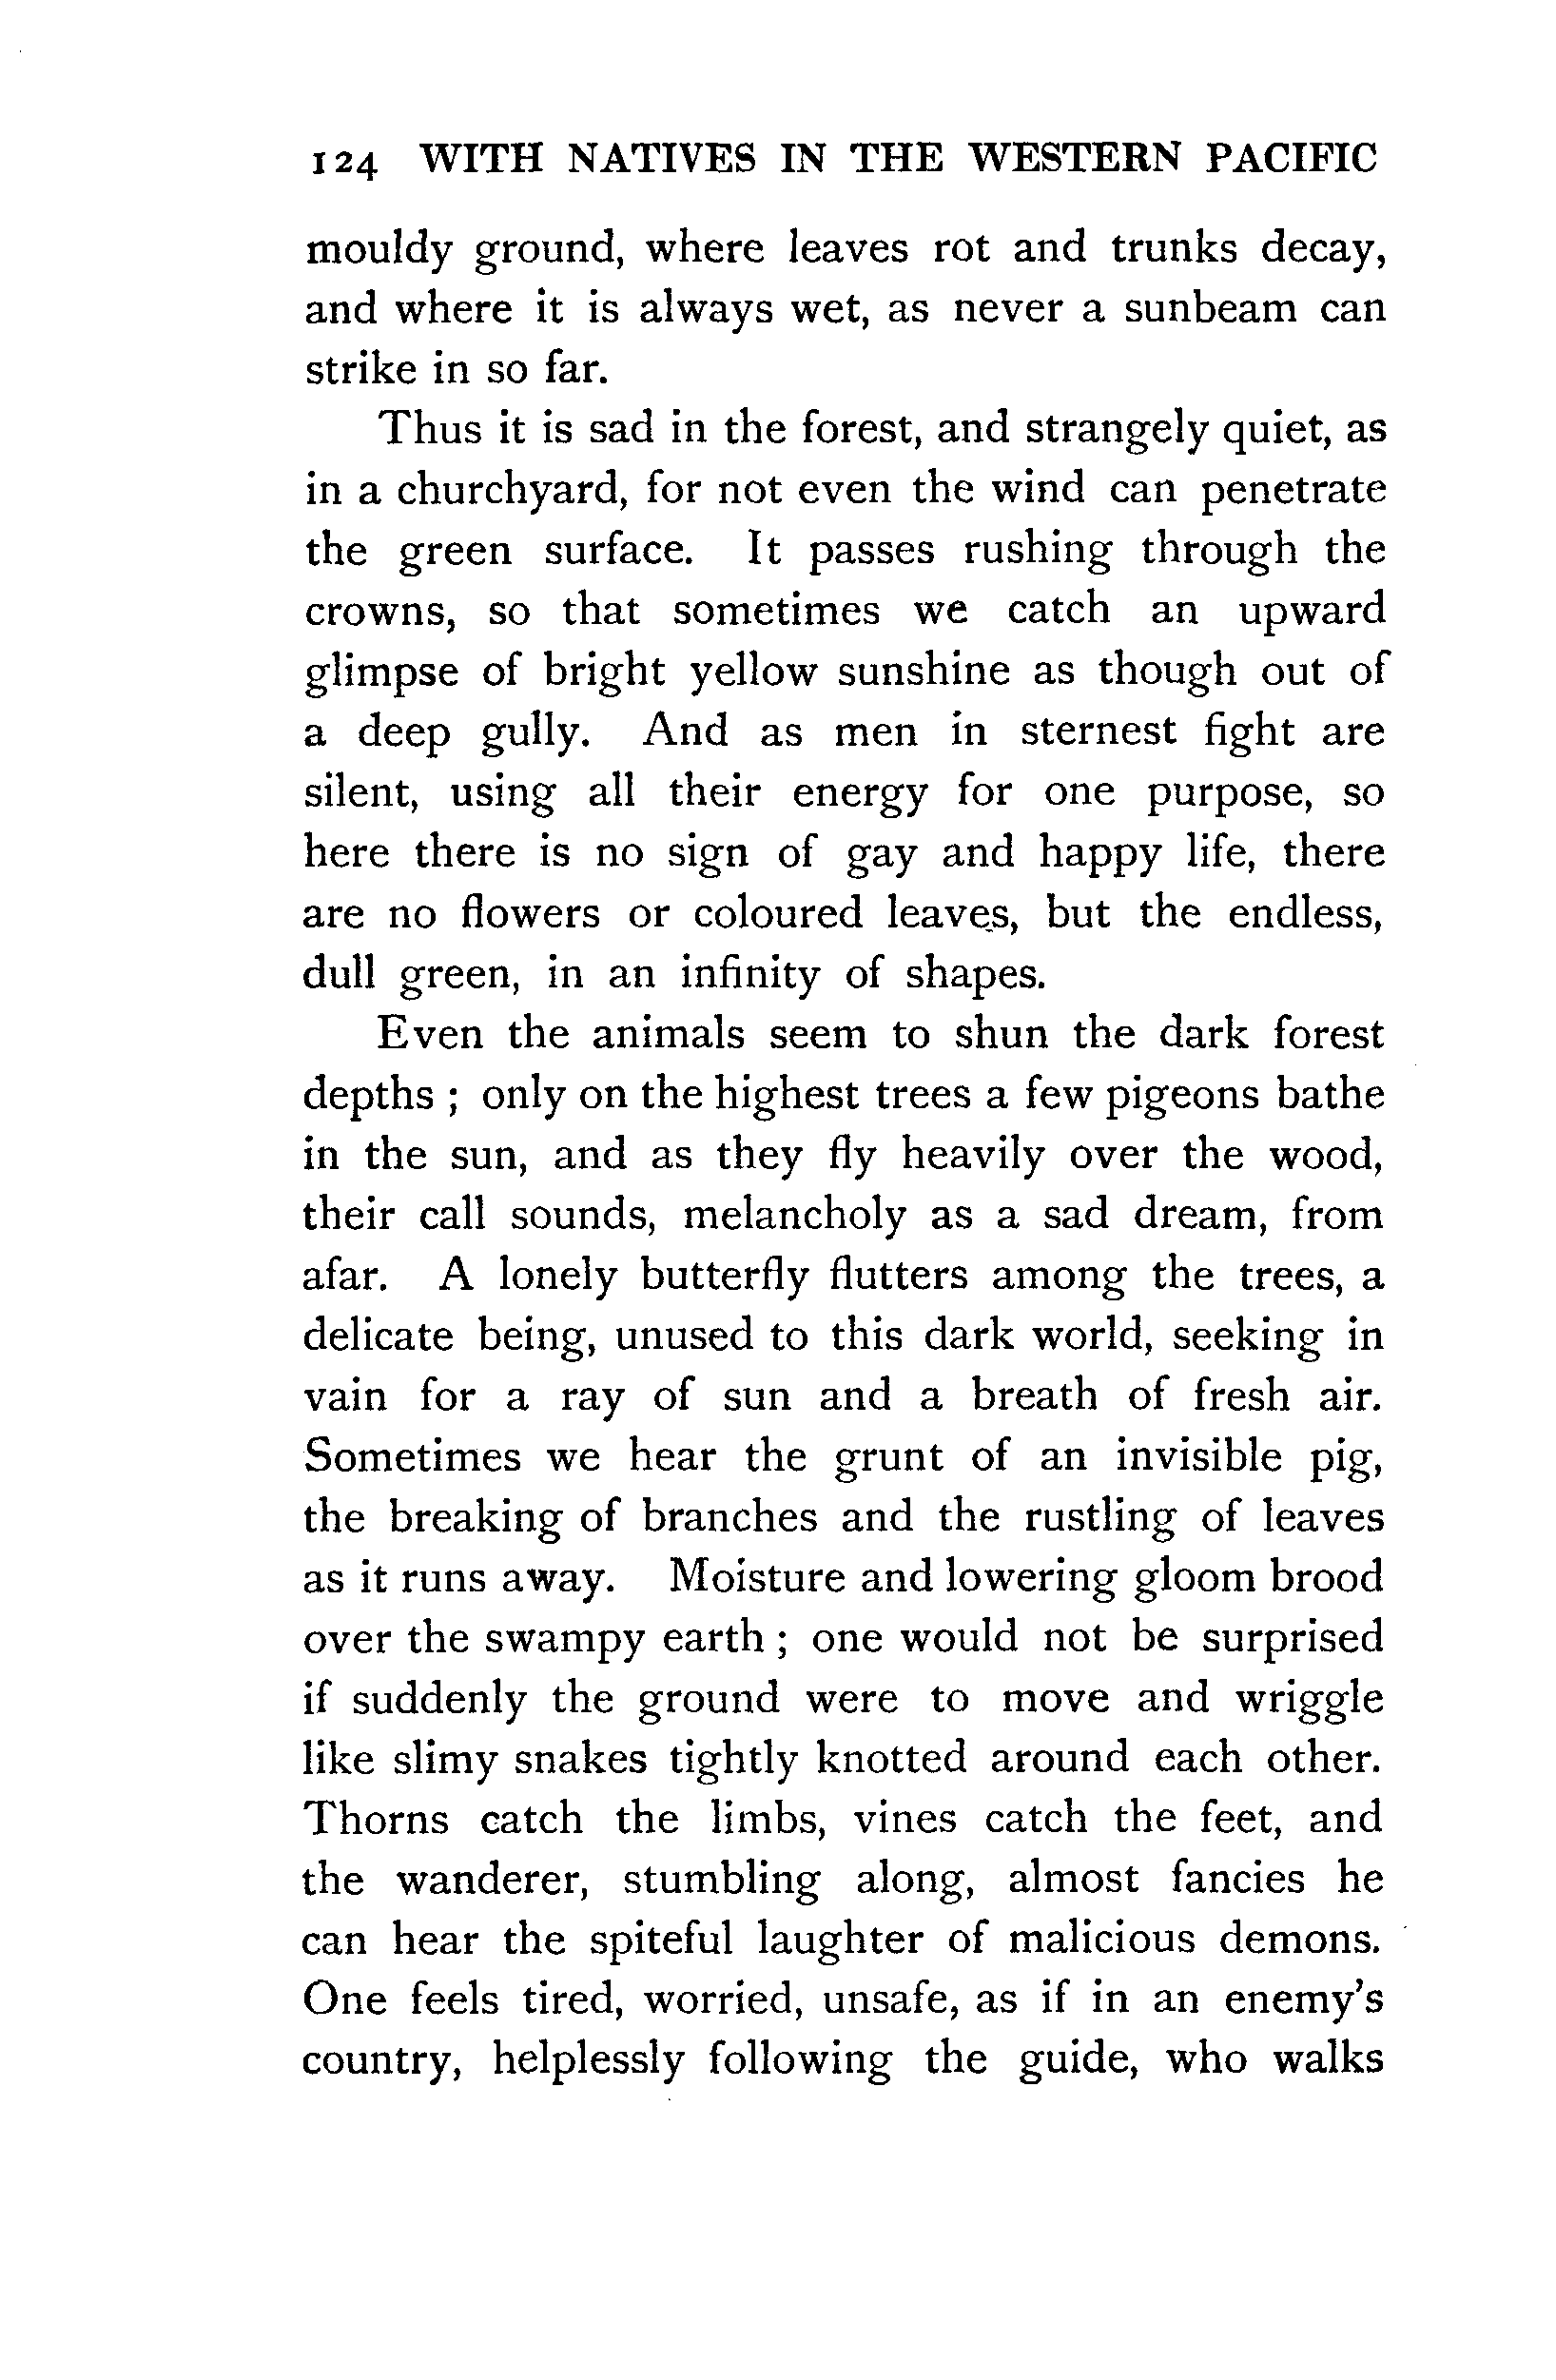 124 WITH NATIVES IN THE WESTERN PACIFIC
mouldy ground, where leaves rot and trunks decay,
and where it is always wet, as never a sunbeam can
strike in so far.
Thus it is sad in the forest, and strangely quiet, as
in a churchyard, for not even the wind can penetrate
the green surface. It passes rushing through the
crowns, so that sometimes we catch an upward
glimpse of bright yellow sunshine as though out of
a deep gully. And as men in sternest fight are
silent, using all their energy for one purpose, so
here there is no sign of gay and happy life, there
are no flowers or coloured leaves, but the endless,
dull green, in an infinity of shapes.
Even the animals seem to shun the dark forest
depths ; only on the highest trees a few pigeons bathe
in the sun, and as they fly heavily over the wood,
their call sounds, melancholy as a sad dream, from
afar. A lonely butterfly flutters among the trees, a
delicate being, unused to this dark world, seeking in
vain for a ray of sun and a breath of fresh air.
Sometimes we hear the grunt of an invisible pig,
the breaking of branches and the rustling of leaves
as it runs away. Moisture and lowering gloom brood
over the swampy earth ; one would not be surprised
if suddenly the ground were to move and wriggle
like slimy snakes tightly knotted around each other.
Thorns catch the limbs, vines catch the feet, and
the wanderer, stumbling along, almost fancies he
can hear the spiteful laughter of malicious demons.
One feels tired, worried, unsafe, as if in an enemy's
country, helplessly following the guide, who walks